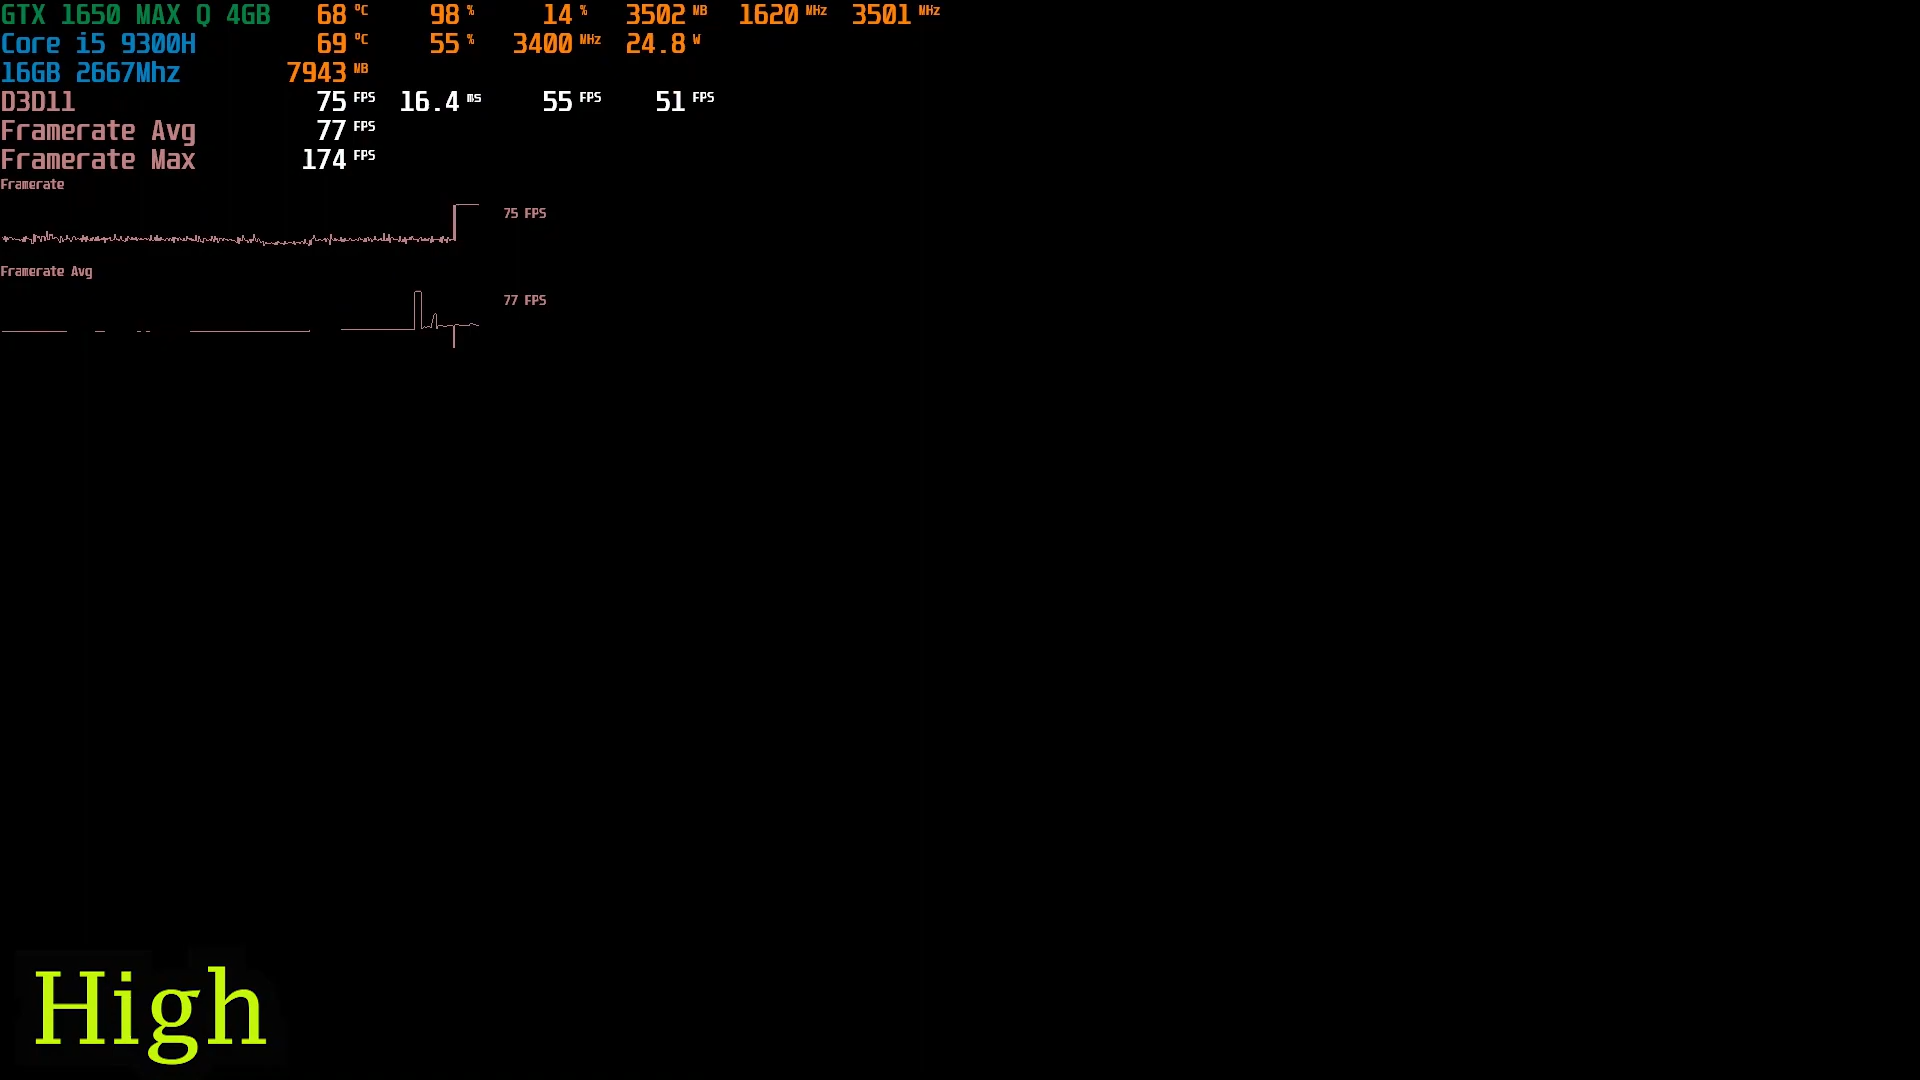 GTX 1650 MAX Q 4GB 68 °C 98 % 14 % 3502 MB 1620 MHz 3501 MHz
Core i5 9300H 69 °C 55 % 3400 MHz 24.8 W
16GB 2667Mhz 7943 MB
D3D11 75 FPS 16.4 ms 55 FPS 51 FPS
Framerate Avg 77 FPS
Framerate Max 174 FPS
Framerate
75 FPS
Framerate Avg
77 FPS
High